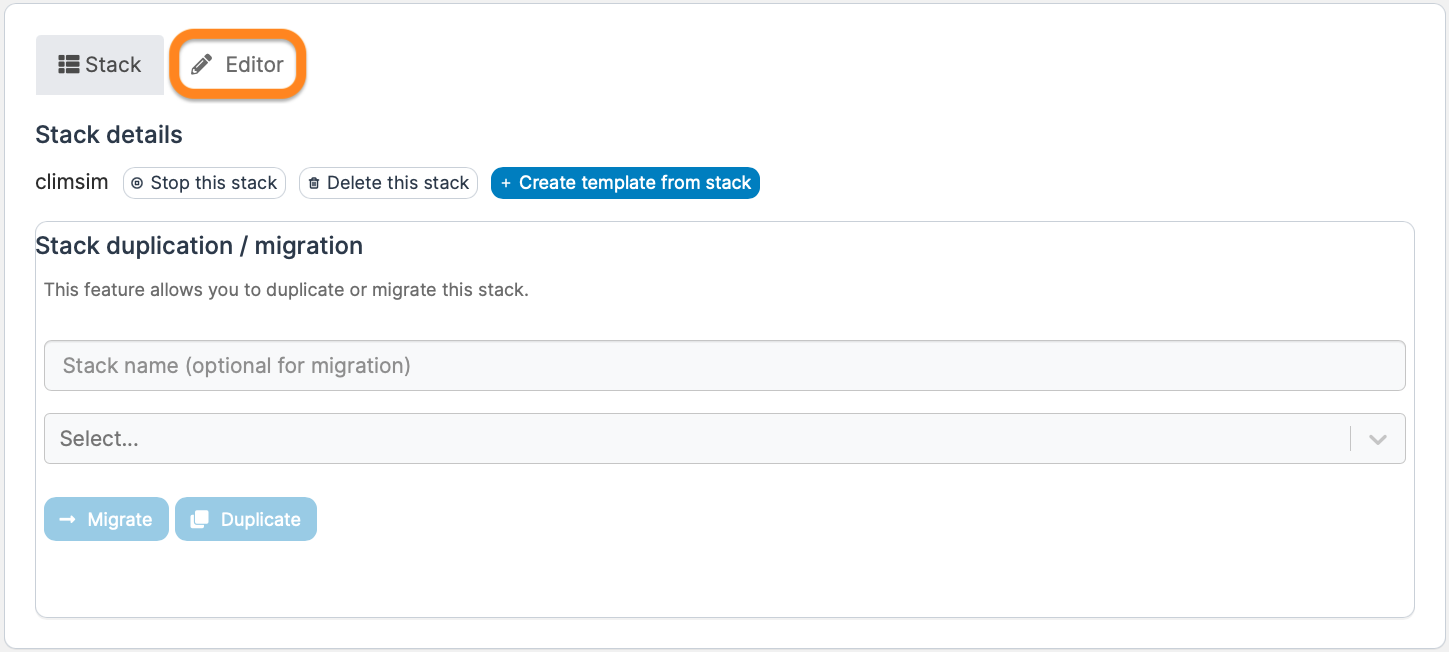 Stack Editor
Stack details
climsim Stop this stack Delete this stack + Create template from stack
Stack duplication / migration
This feature allows you to duplicate or migrate this stack.
Stack name (optional for migration)
Select...
Migrate Duplicate